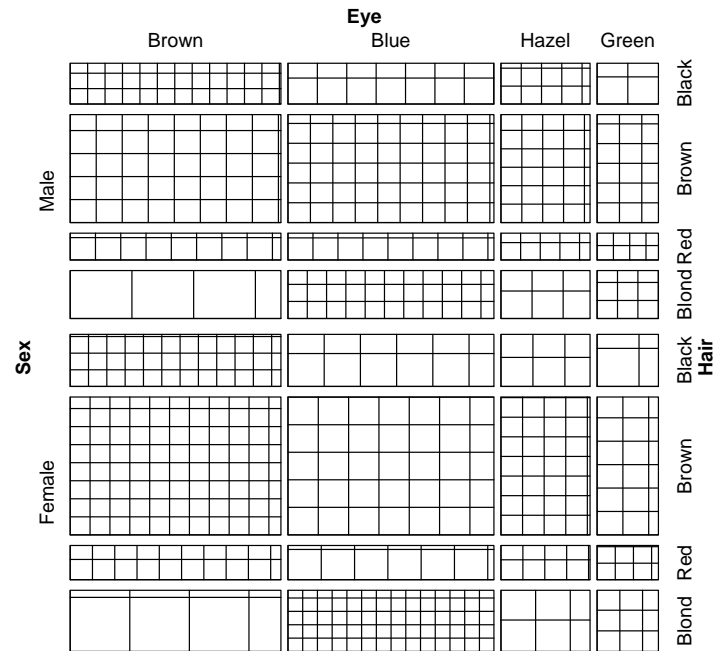 Eye
Brown Blue Hazel Green
Sex
Male
Female
Black
Brown
Red
Blond
Black
Brown
Red
Blond
Hair